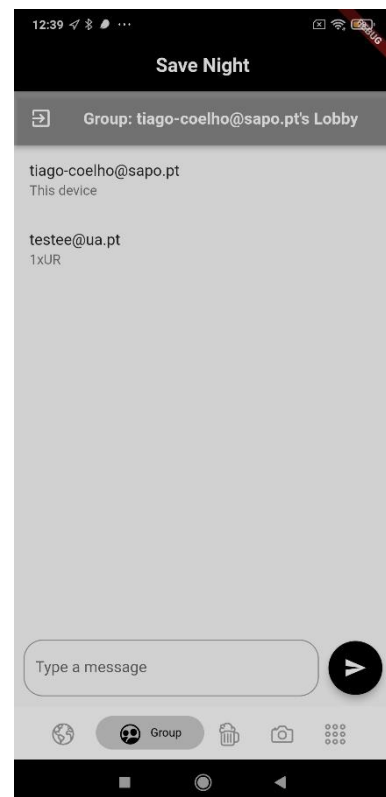 12:39
DEBUG
Save Night
Group: tiago-coelho@sapo.pt's Lobby
tiago-coelho@sapo.pt
This device
testee@ua.pt
1xUR
Type a message
Group